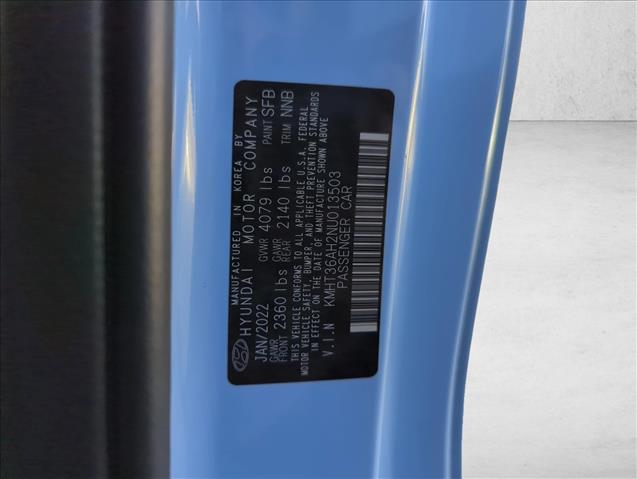 MANUFACTURED IN KOREA BY
HYUNDAI MOTOR COMPANY
JAN/2022 GVWR 4079 lbs PAINT SFB
GAWR FRONT 2360 lbs GAWR REAR 2140 lbs TRIM NNB
THIS VEHICLE CONFORMS TO ALL APPLICABLE U.S.A. FEDERAL
MOTOR VEHICLE SAFETY, BUMPER, AND THEFT PREVENTION STANDARDS
IN EFFECT ON THE DATE OF MANUFACTURE SHOWN ABOVE
V.I.N KMHT36AH2NU013503
PASSENGER CAR